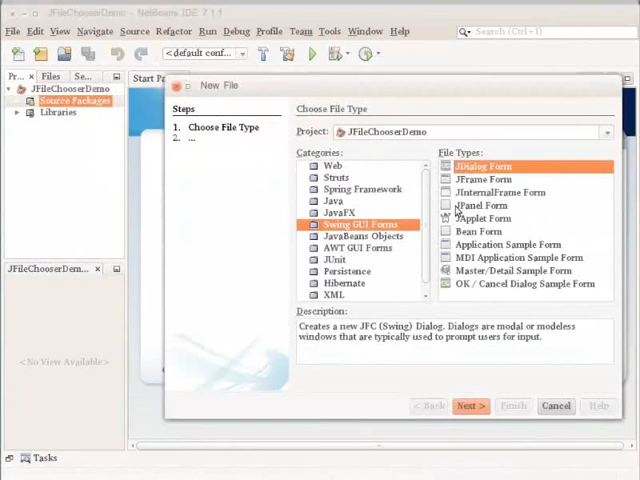 JFileChooserDemo - NetBeans IDE 7.1.1
File Edit View Navigate Source Refactor Run Debug Profile Team Tools Window Help
Search (Ctrl+I)
<default conf...
Pr... Files Se...
Start Pa
JFileChooserDemo
Source Packages
Libraries
JFileChooserDem...
<No View Available>
Tasks
New File
Steps
1. Choose File Type
2. ...
Choose File Type
Project: JFileChooserDemo
Categories:
Web
Struts
Spring Framework
Java
JavaFX
Swing GUI Forms
JavaBeans Objects
AWT GUI Forms
JUnit
Persistence
Hibernate
XML
File Types:
JDialog Form
JFrame Form
JInternalFrame Form
JPanel Form
JApplet Form
Bean Form
Application Sample Form
MDI Application Sample Form
Master/Detail Sample Form
OK / Cancel Dialog Sample Form
Description:
Creates a new JFC (Swing) Dialog. Dialogs are modal or modeless
windows that are typically used to prompt users for input.
< Back Next > Finish Cancel Help